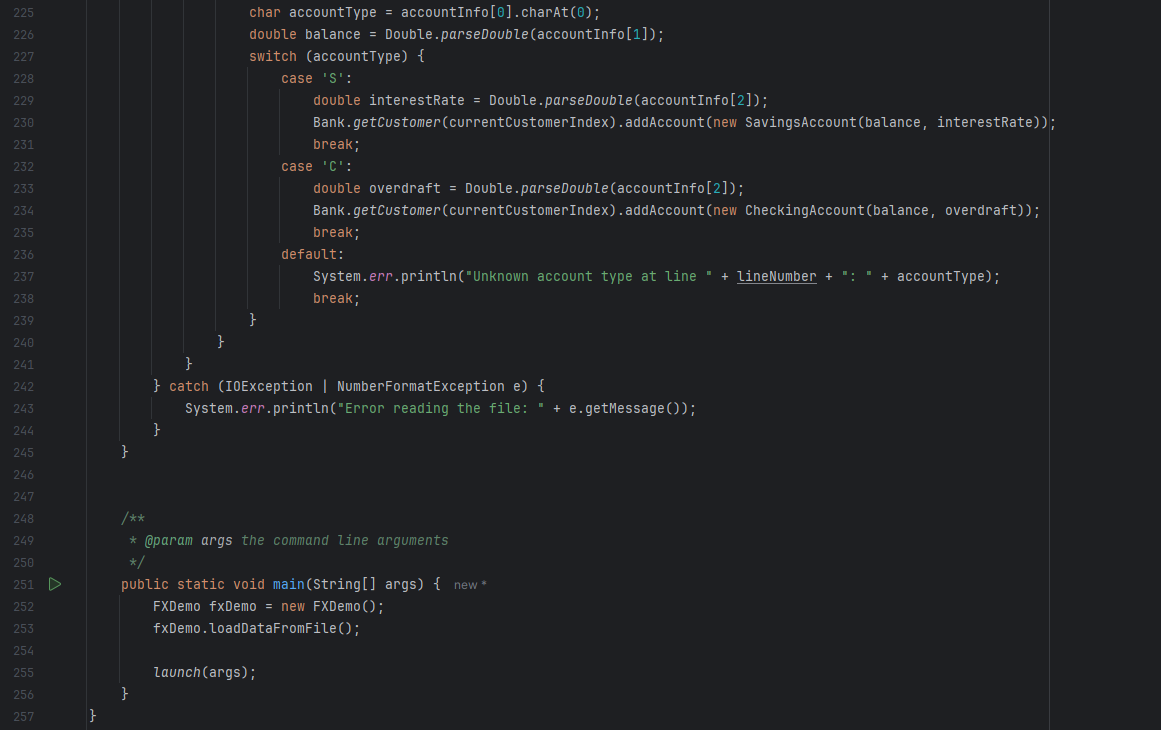 225 char accountType = accountInfo[0].charAt(0);
226 double balance = Double.parseDouble(accountInfo[1]);
227 switch (accountType) {
228 case 'S':
229 double interestRate = Double.parseDouble(accountInfo[2]);
230 Bank.getCustomer(currentCustomerIndex).addAccount(new SavingsAccount(balance, interestRate));
231 break;
232 case 'C':
233 double overdraft = Double.parseDouble(accountInfo[2]);
234 Bank.getCustomer(currentCustomerIndex).addAccount(new CheckingAccount(balance, overdraft));
235 break;
236 default:
237 System.err.println("Unknown account type at line " + lineNumber + ": " + accountType);
238 break;
239 }
240 }
241 }
242 } catch (IOException | NumberFormatException e) {
243 System.err.println("Error reading the file: " + e.getMessage());
244 }
245 }
246
247
248 /**
249 * @param args the command line arguments
250 */
251 public static void main(String[] args) { new *
252 FXDemo fxDemo = new FXDemo();
253 fxDemo.loadDataFromFile();
254
255 launch(args);
256 }
257 }